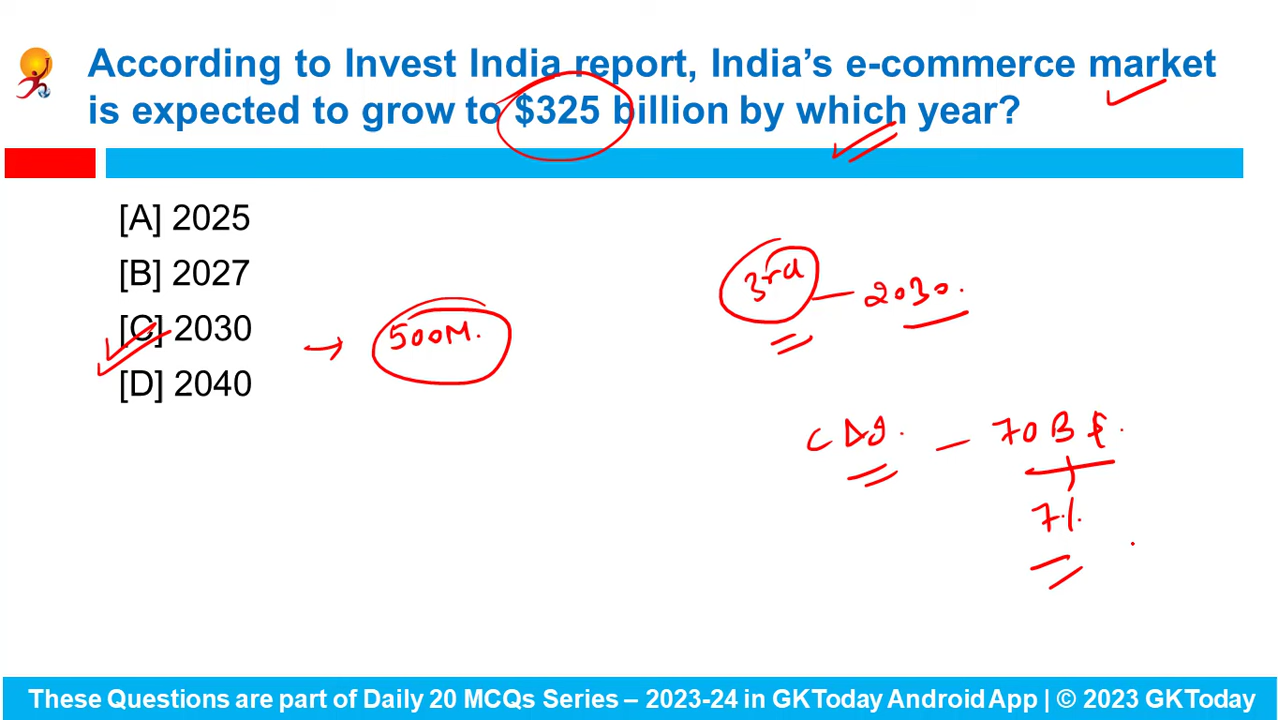 According to Invest India report, India's e-commerce market
is expected to grow to $325 billion by which year?
[A] 2025
[B] 2027
[C] 2030
[D] 2040
500M.
3rd – 2030.
– 70 B $.
7%
These Questions are part of Daily 20 MCQs Series – 2023-24 in GKToday Android App | © 2023 GKToday